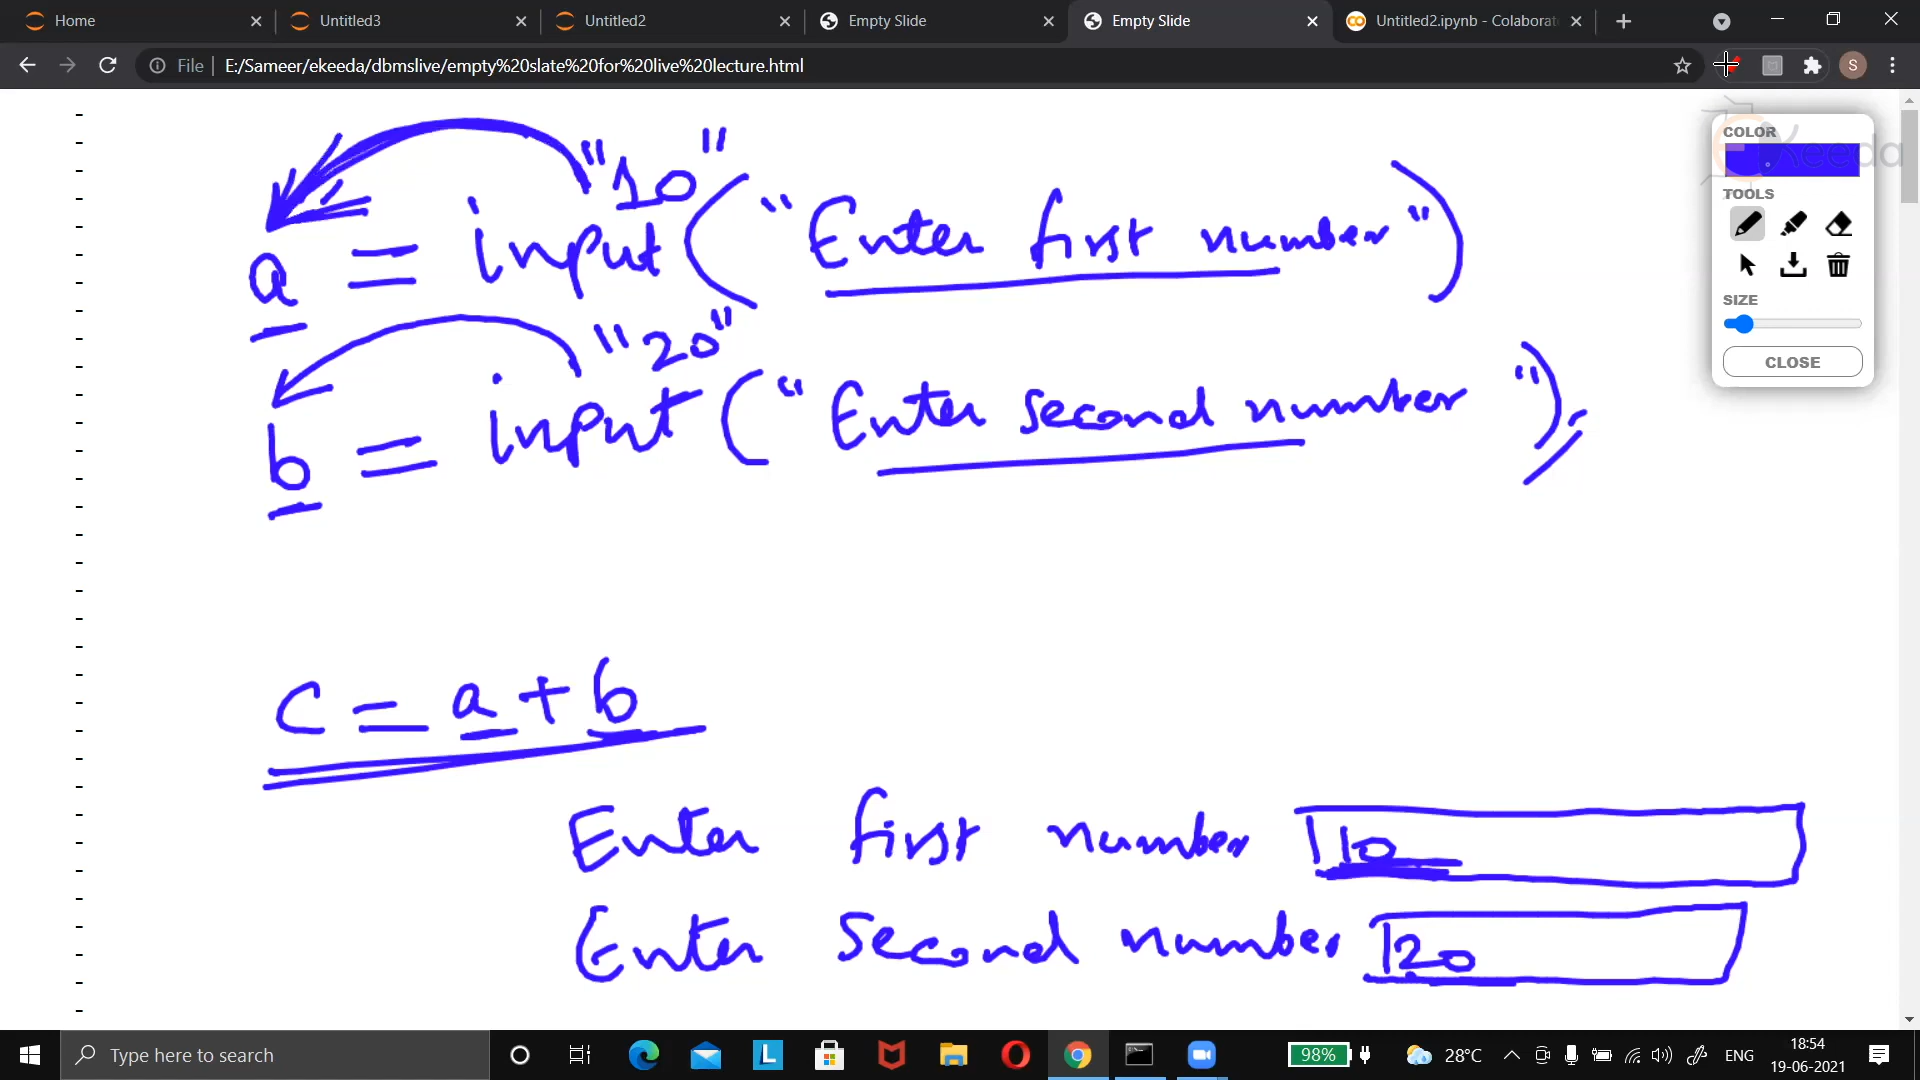 Home
Untitled3
Untitled2
Empty Slide
Empty Slide
Untitled2.ipynb - Colaborat
File
E:/Sameer/ekeeda/dbmslive/empty%20slate%20for%20live%20lecture.html
S
COLOR
Keeda
TOOLS
SIZE
CLOSE
"10"
a = input("Enter first number")
"20"
b = input("Enter second number")
c = a + b
Enter first number 10
Enter second number 20
Type here to search
L
98%
28°C
ENG
18:54
19-06-2021